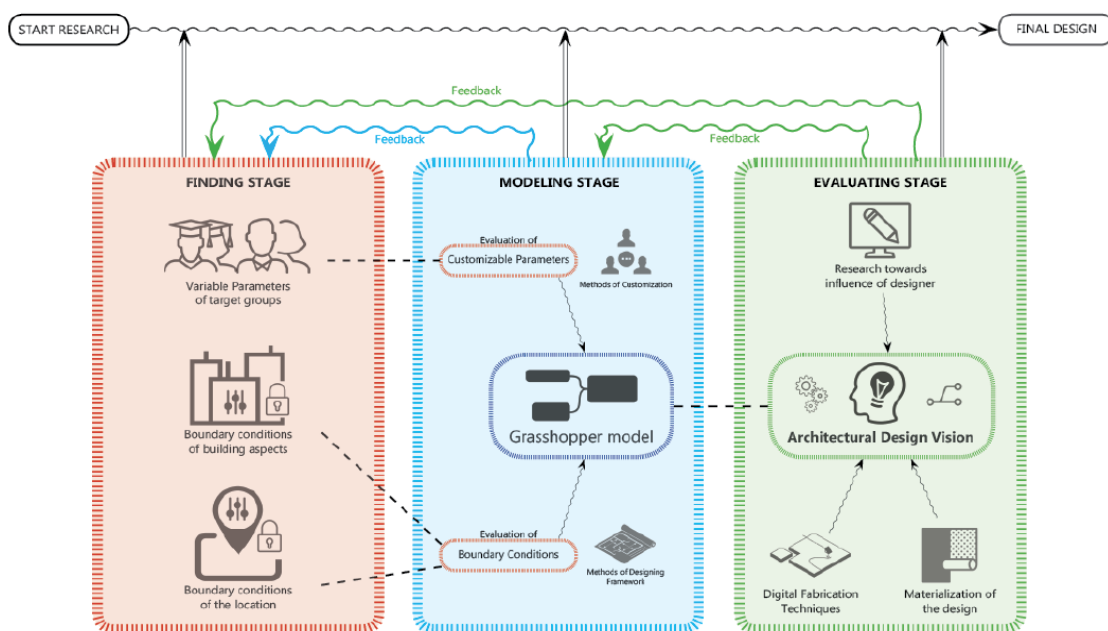 START RESEARCH
FINAL DESIGN
Feedback
Feedback
Feedback
FINDING STAGE
Variable Parameters
of target groups
Boundary conditions
of building aspects
Boundary conditions
of the location
MODELING STAGE
Evaluation of
Customizable Parameters
Methods of Customization
Grasshopper model
Evaluation of
Boundary Conditions
Methods of Designing
Framework
EVALUATING STAGE
Research towards
influence of designer
Architectural Design Vision
Digital Fabrication
Techniques
Materialization of
the design